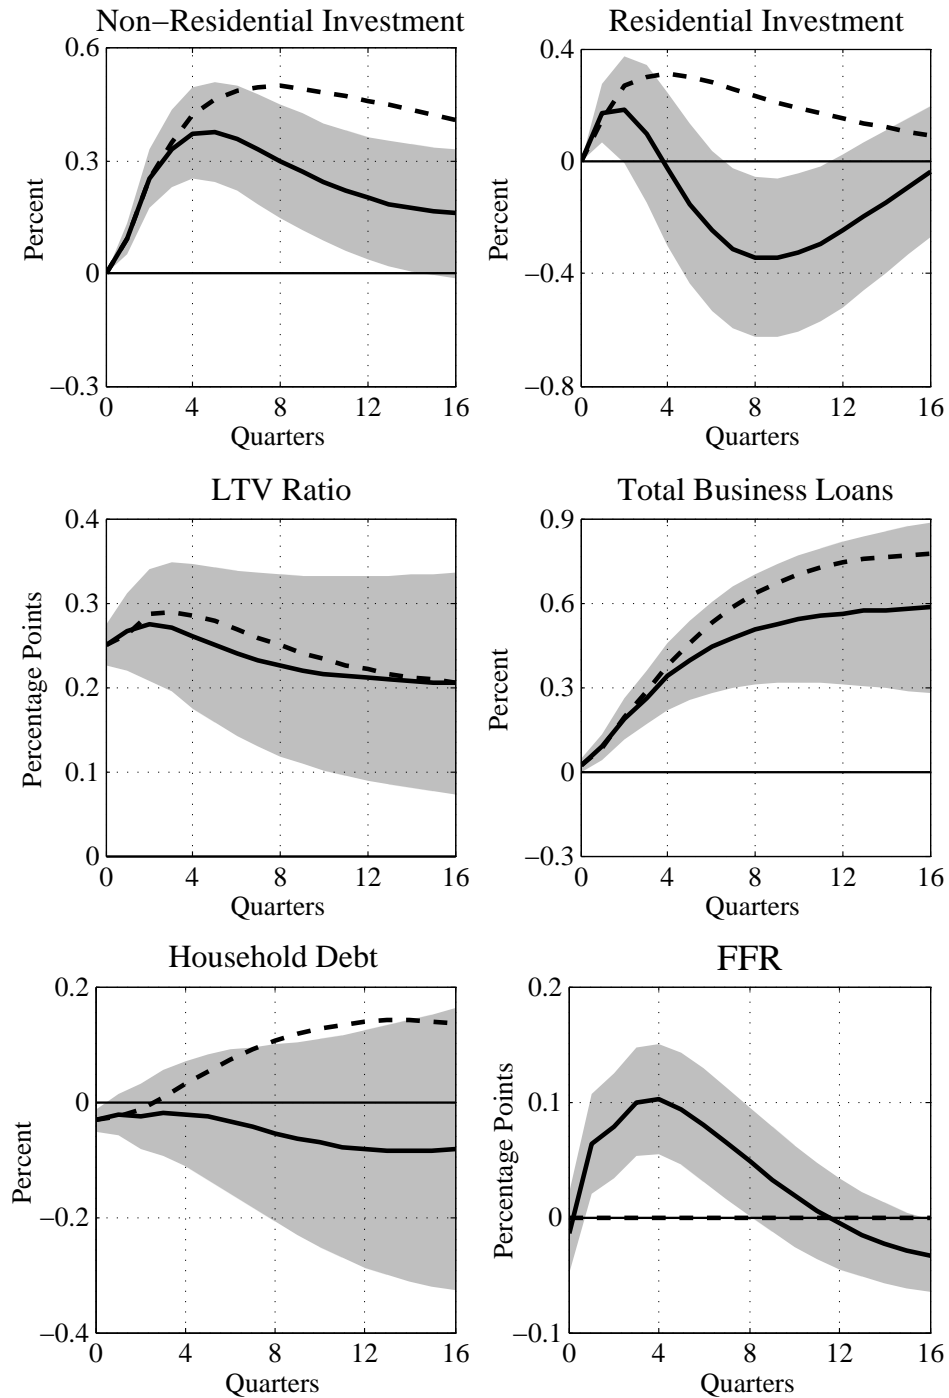 Non−Residential Investment
0.6
0.3
0
−0.3
Percent
0 4 8 12 16
Quarters
Residential Investment
0.4
0
−0.4
−0.8
Percent
0 4 8 12 16
Quarters
LTV Ratio
0.4
0.3
0.2
0.1
0
Percentage Points
0 4 8 12 16
Quarters
Total Business Loans
0.9
0.6
0.3
0
−0.3
Percent
0 4 8 12 16
Quarters
Household Debt
0.2
0
−0.2
−0.4
Percent
0 4 8 12 16
Quarters
FFR
0.2
0.1
0
−0.1
Percentage Points
0 4 8 12 16
Quarters